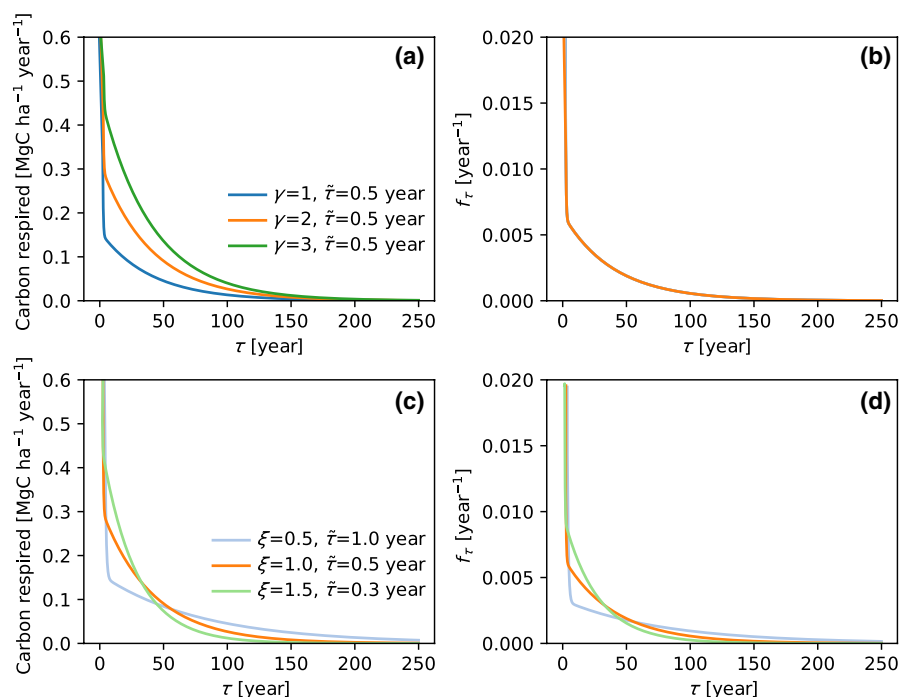 (a)
Carbon respired [MgC ha⁻¹ year⁻¹]
0.6
0.5
0.4
0.3
0.2
0.1
0.0
γ=1, τ̃=0.5 year
γ=2, τ̃=0.5 year
γ=3, τ̃=0.5 year
0 50 100 150 200 250
τ [year]
(b)
f_τ [year⁻¹]
0.020
0.015
0.010
0.005
0.000
0 50 100 150 200 250
τ [year]
(c)
Carbon respired [MgC ha⁻¹ year⁻¹]
0.6
0.5
0.4
0.3
0.2
0.1
0.0
ξ=0.5, τ̃=1.0 year
ξ=1.0, τ̃=0.5 year
ξ=1.5, τ̃=0.3 year
0 50 100 150 200 250
τ [year]
(d)
f_τ [year⁻¹]
0.020
0.015
0.010
0.005
0.000
0 50 100 150 200 250
τ [year]